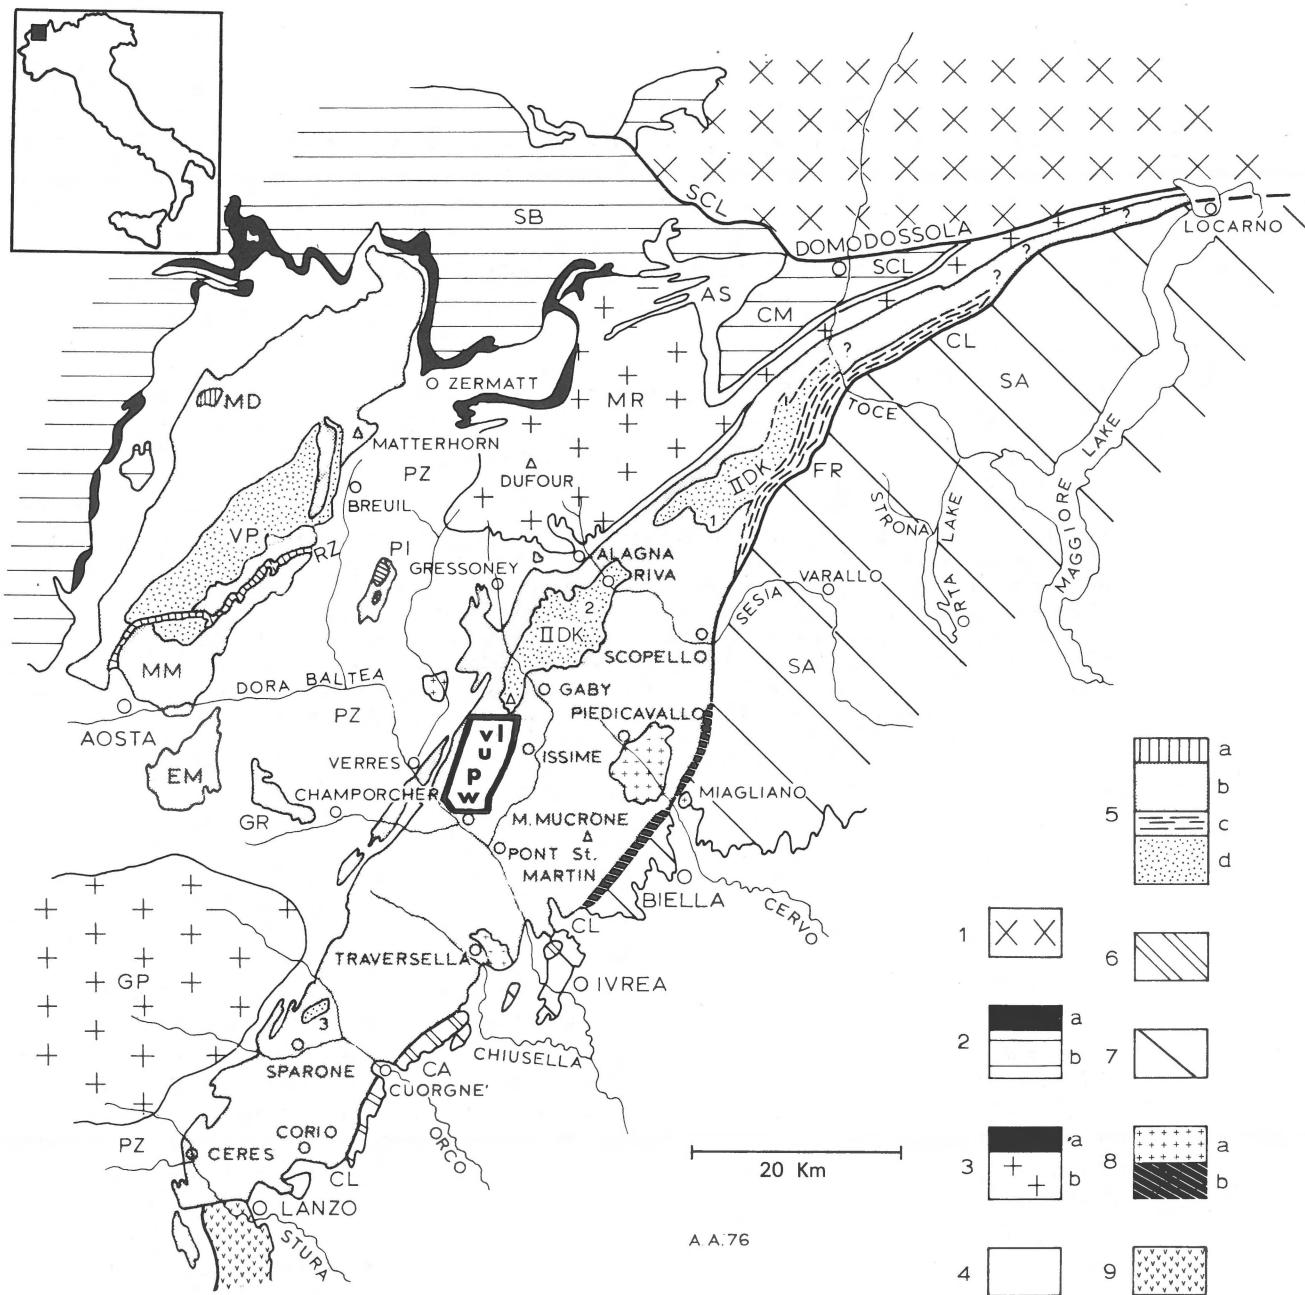 SB
SCL
DOMODOSSOLA
LOCARNO
?
SCL
?
AS
CM
?
CL
SA
MD
ZERMATT
MR
TOCE
MATTERHORN
PZ
DUFOUR
IIDK
FR
BREUIL
1
STRONA
ORTA LAKE
MAGGIORE LAKE
VP
RZ
PI
GRESSONEY
ALAGNA
RIVA
VARALLO
2
IIDK
SESIA
SCOPELLO
MM
DORA BALTEA
GABY
SA
AOSTA
PZ
PIEDICAVALLO
vl
u
p
w
ISSIME
EM
VERRES
CHAMPORCHER
MIAGLIANO
GR
M. MUCRONE
PONT St.
MARTIN
BIELLA
CERVO
CL
TRAVERSELLA
IVREA
GP
3
CHIUSELLA
SPARONE
CA
CUORGNE'
ORCO
PZ
CERES
CORIO
CL
LANZO
STURA
20 Km
A.A.76
1
2
a
b
3
a
b
4
5
a
b
c
d
6
7
8
a
b
9